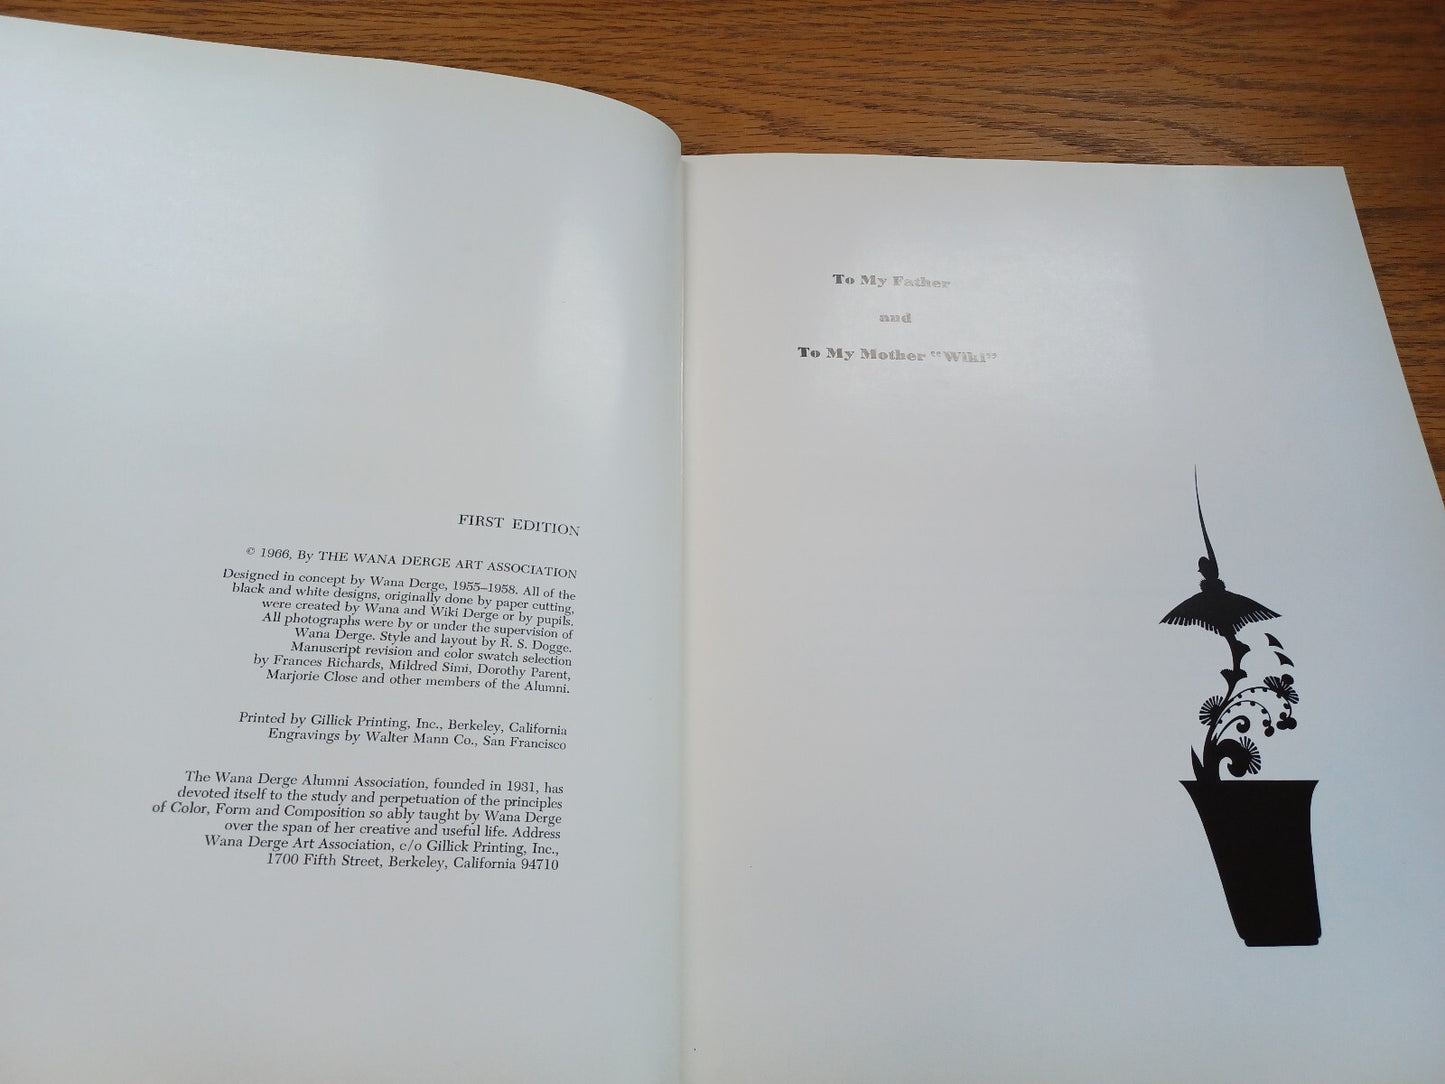 FIRST EDITION
© 1966, By THE WANA DERGE ART ASSOCIATION
Designed in concept by Wana Derge, 1955–1958. All of the
black and white designs, originally done by paper cutting,
were created by Wana and Wiki Derge or by pupils.
All photographs were by or under the supervision of
Wana Derge. Style and layout by R. S. Dogge.
Manuscript revision and color swatch selection
by Frances Richards, Mildred Simi, Dorothy Parent,
Marjorie Close and other members of the Alumni.
Printed by Gillick Printing, Inc., Berkeley, California
Engravings by Walter Mann Co., San Francisco
The Wana Derge Alumni Association, founded in 1931, has
devoted itself to the study and perpetuation of the principles
of Color, Form and Composition so ably taught by Wana Derge
over the span of her creative and useful life. Address
Wana Derge Art Association, c/o Gillick Printing, Inc.,
1700 Fifth Street, Berkeley, California 94710
To My Father
and
To My Mother “Wiki”